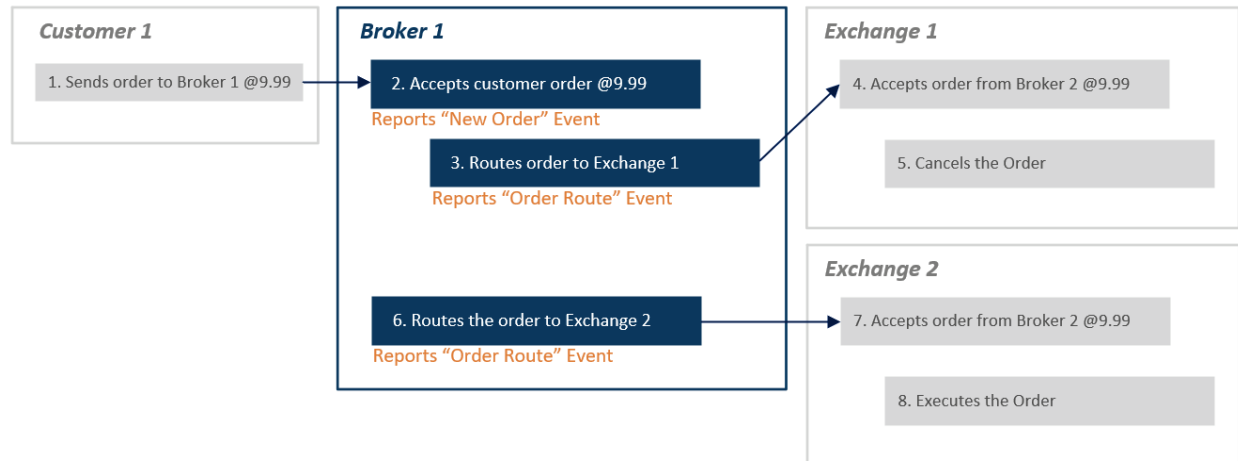 Customer 1
1. Sends order to Broker 1 @9.99
Broker 1
2. Accepts customer order @9.99
Reports “New Order” Event
3. Routes order to Exchange 1
Reports “Order Route” Event
6. Routes the order to Exchange 2
Reports “Order Route” Event
Exchange 1
4. Accepts order from Broker 2 @9.99
5. Cancels the Order
Exchange 2
7. Accepts order from Broker 2 @9.99
8. Executes the Order